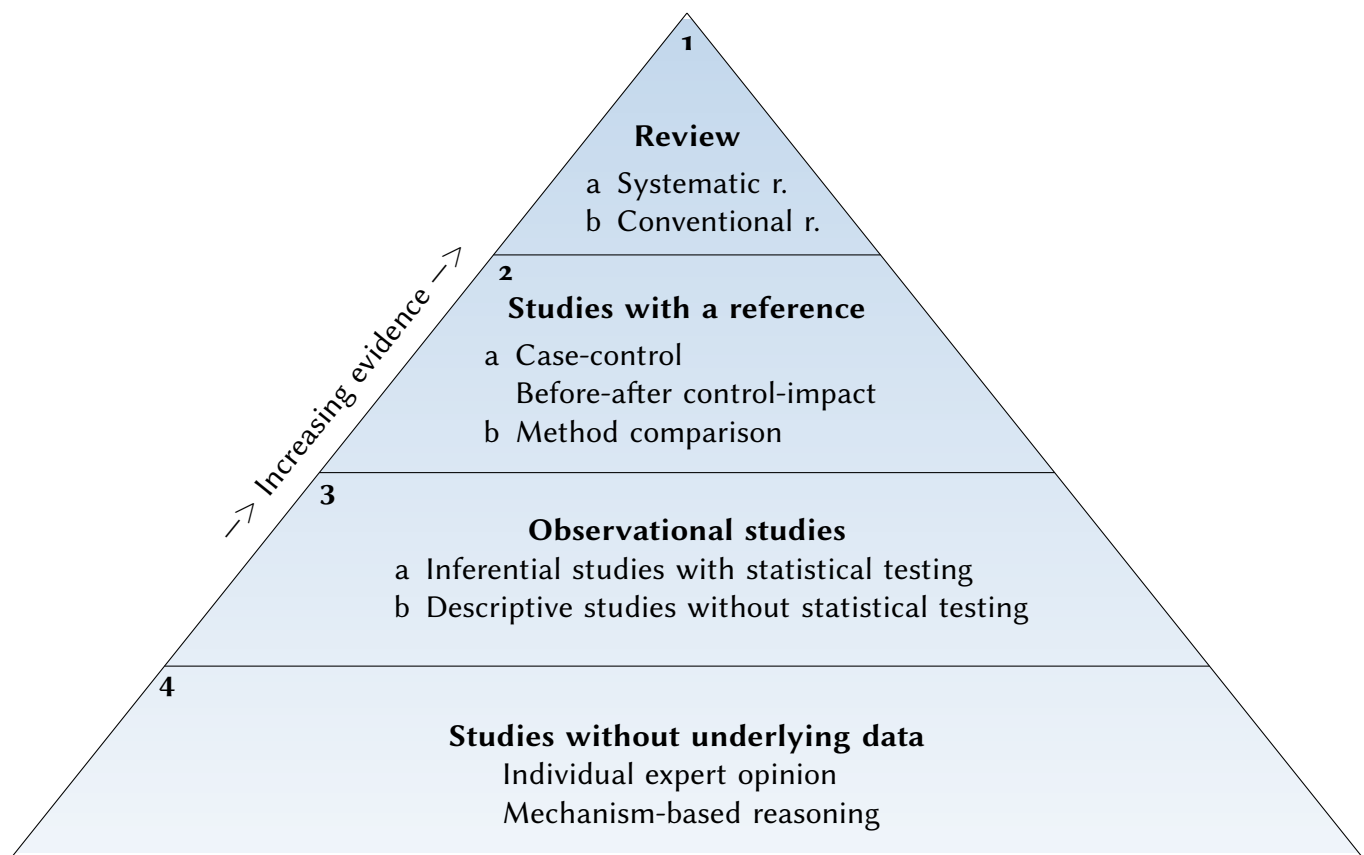 1
Review
a Systematic r.
b Conventional r.
–> Increasing evidence –>
2
Studies with a reference
a Case-control
Before-after control-impact
b Method comparison
3
Observational studies
a Inferential studies with statistical testing
b Descriptive studies without statistical testing
4
Studies without underlying data
Individual expert opinion
Mechanism-based reasoning